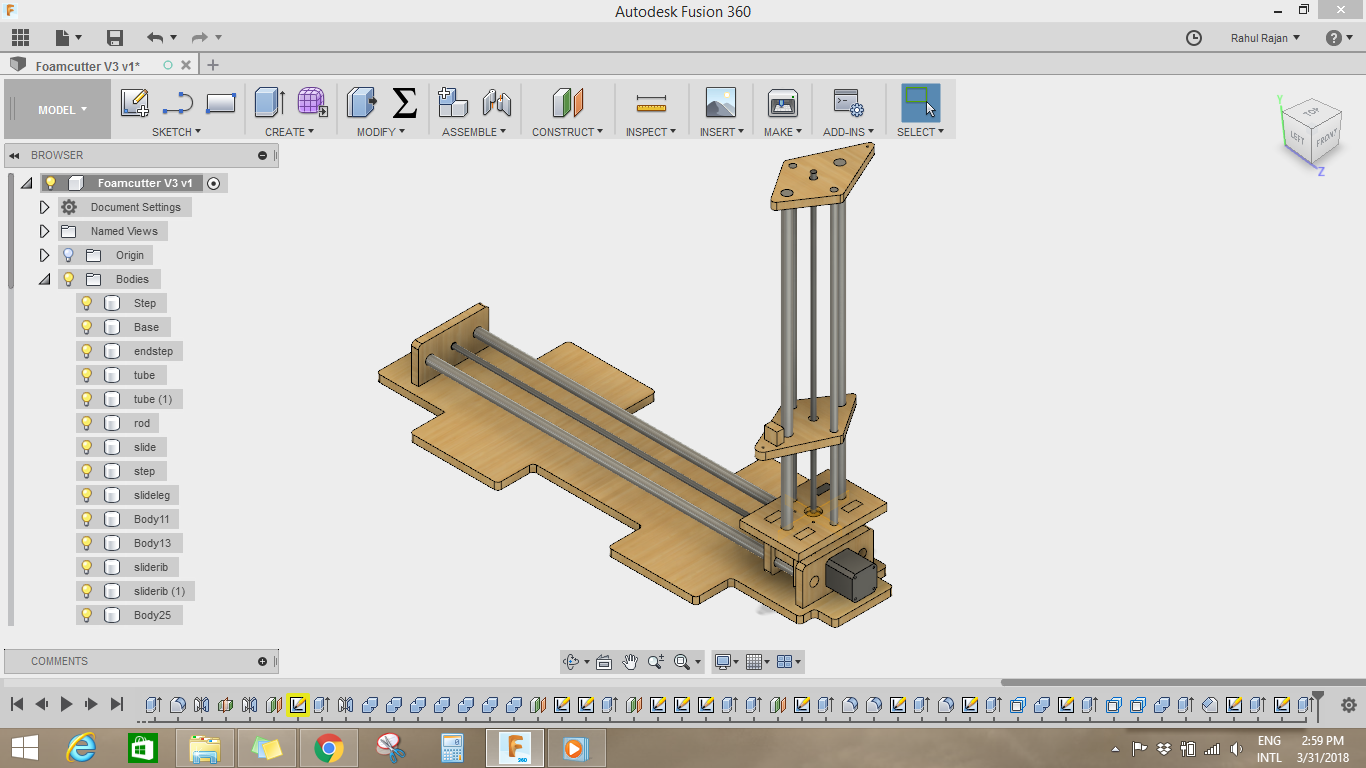 Autodesk Fusion 360
Rahul Rajan
Foamcutter V3 v1*
MODEL
SKETCH CREATE MODIFY ASSEMBLE CONSTRUCT INSPECT INSERT MAKE ADD-INS SELECT
TOP
LEFT
FRONT
Y
Z
BROWSER
Foamcutter V3 v1
Document Settings
Named Views
Origin
Bodies
Step
Base
endstep
tube
tube (1)
rod
slide
step
slideleg
Body11
Body13
sliderib
sliderib (1)
Body25
COMMENTS
ENG 2:59 PM
INTL 3/31/2018